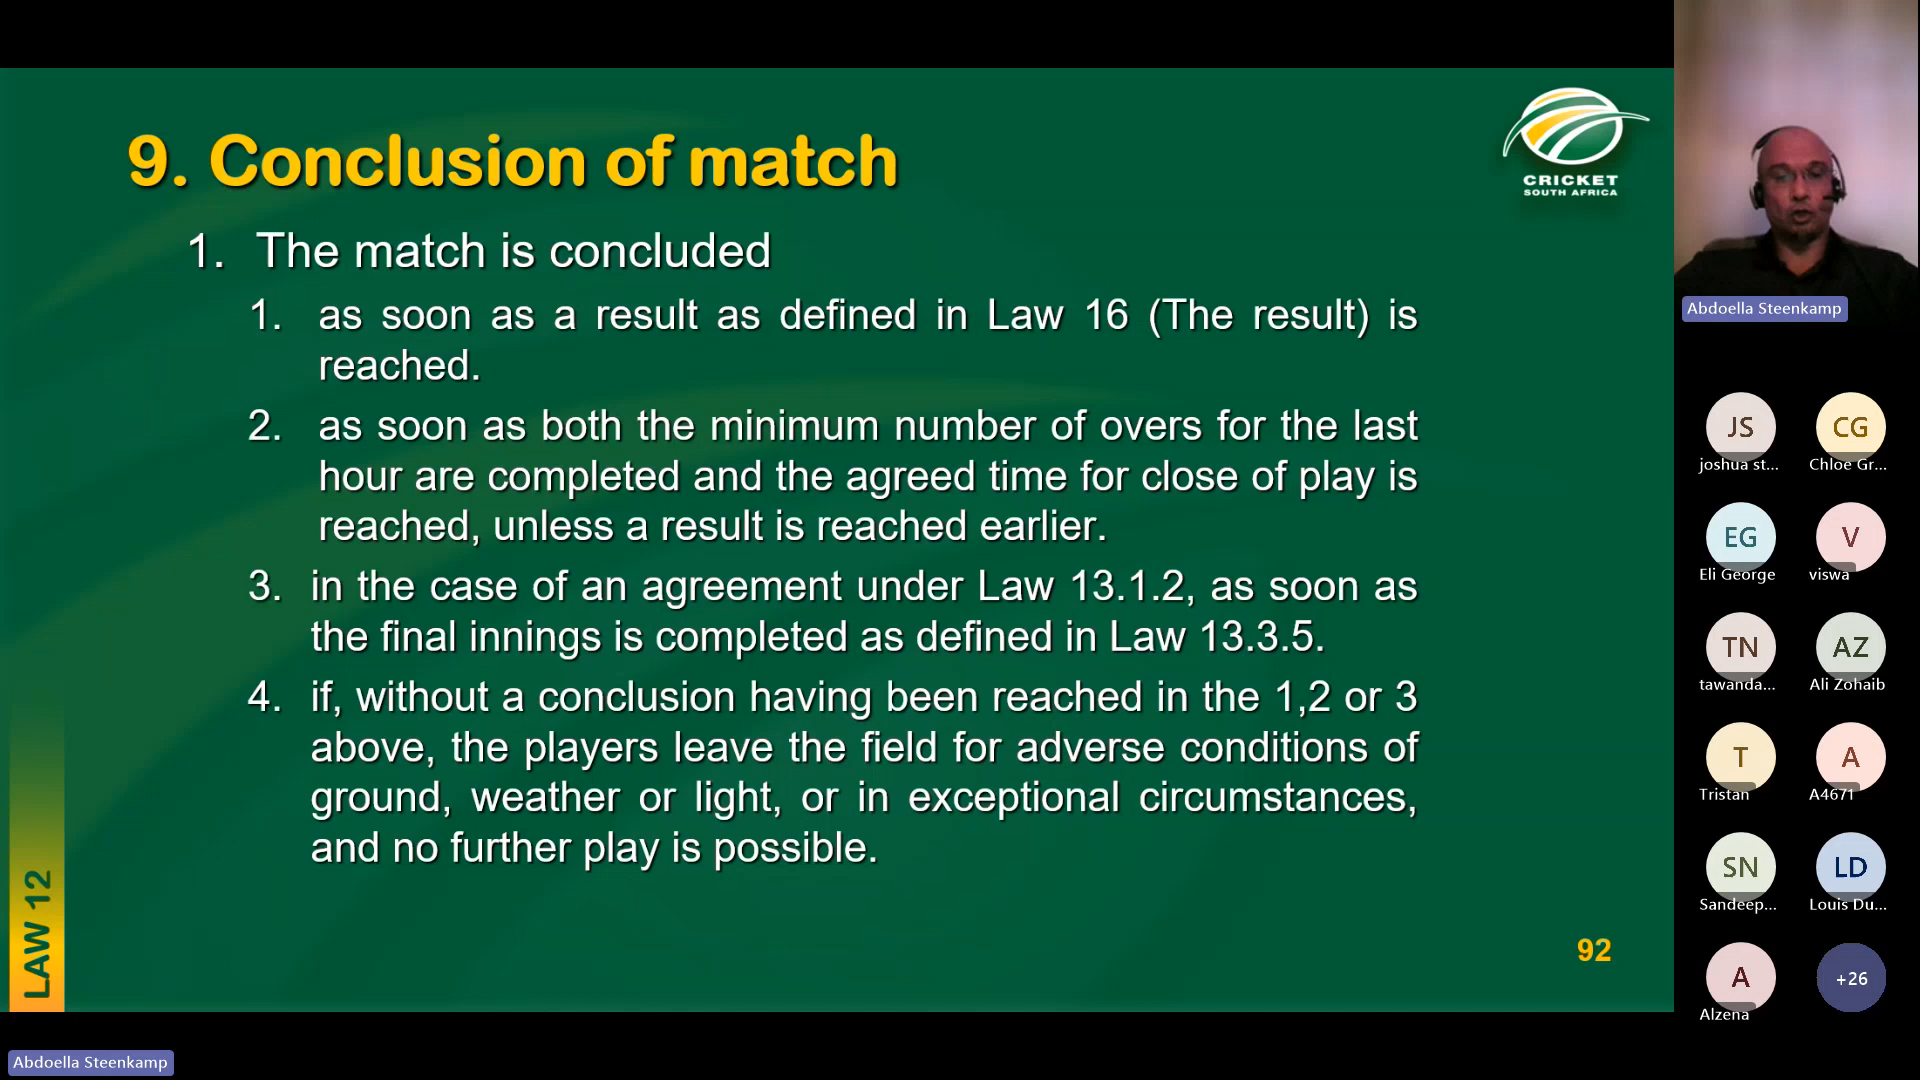 9. Conclusion of match
CRICKET
SOUTH AFRICA
1. The match is concluded
1. as soon as a result as defined in Law 16 (The result) is
reached.
2. as soon as both the minimum number of overs for the last
hour are completed and the agreed time for close of play is
reached, unless a result is reached earlier.
3. in the case of an agreement under Law 13.1.2, as soon as
the final innings is completed as defined in Law 13.3.5.
4. if, without a conclusion having been reached in the 1,2 or 3
above, the players leave the field for adverse conditions of
ground, weather or light, or in exceptional circumstances,
and no further play is possible.
LAW 12
92
Abdoella Steenkamp
Abdoella Steenkamp
JS
joshua st...
CG
Chloe Gr...
EG
Eli George
V
viswa
TN
tawanda...
AZ
Ali Zohaib
T
Tristan
A
A4671
SN
Sandeep...
LD
Louis Du...
A
Alzena
+26